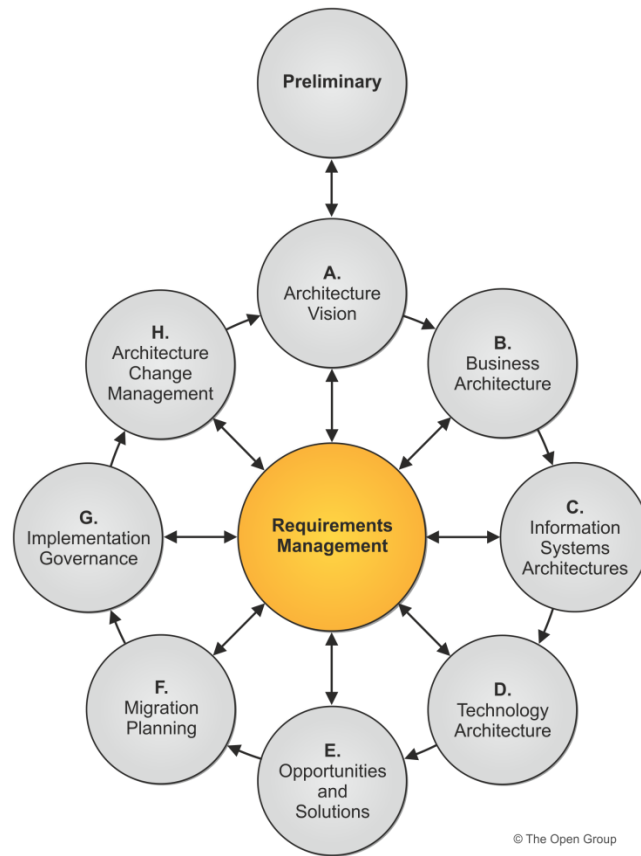 Preliminary
A.
Architecture
Vision
B.
Business
Architecture
C.
Information
Systems
Architectures
D.
Technology
Architecture
E.
Opportunities
and
Solutions
F.
Migration
Planning
G.
Implementation
Governance
H.
Architecture
Change
Management
Requirements
Management
© The Open Group